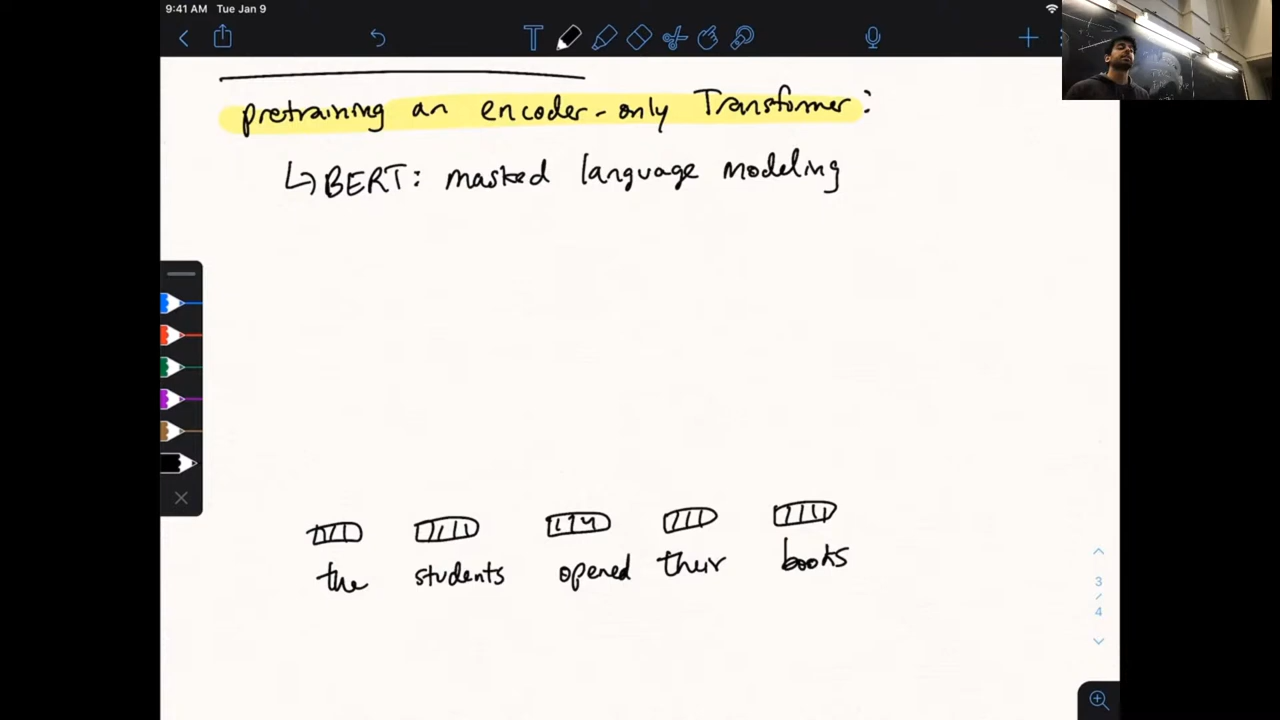 9:41 AM Tue Jan 9
pretraining an encoder-only Transformer:
↳ BERT: masked language modeling
the students opened their books
3
/
4